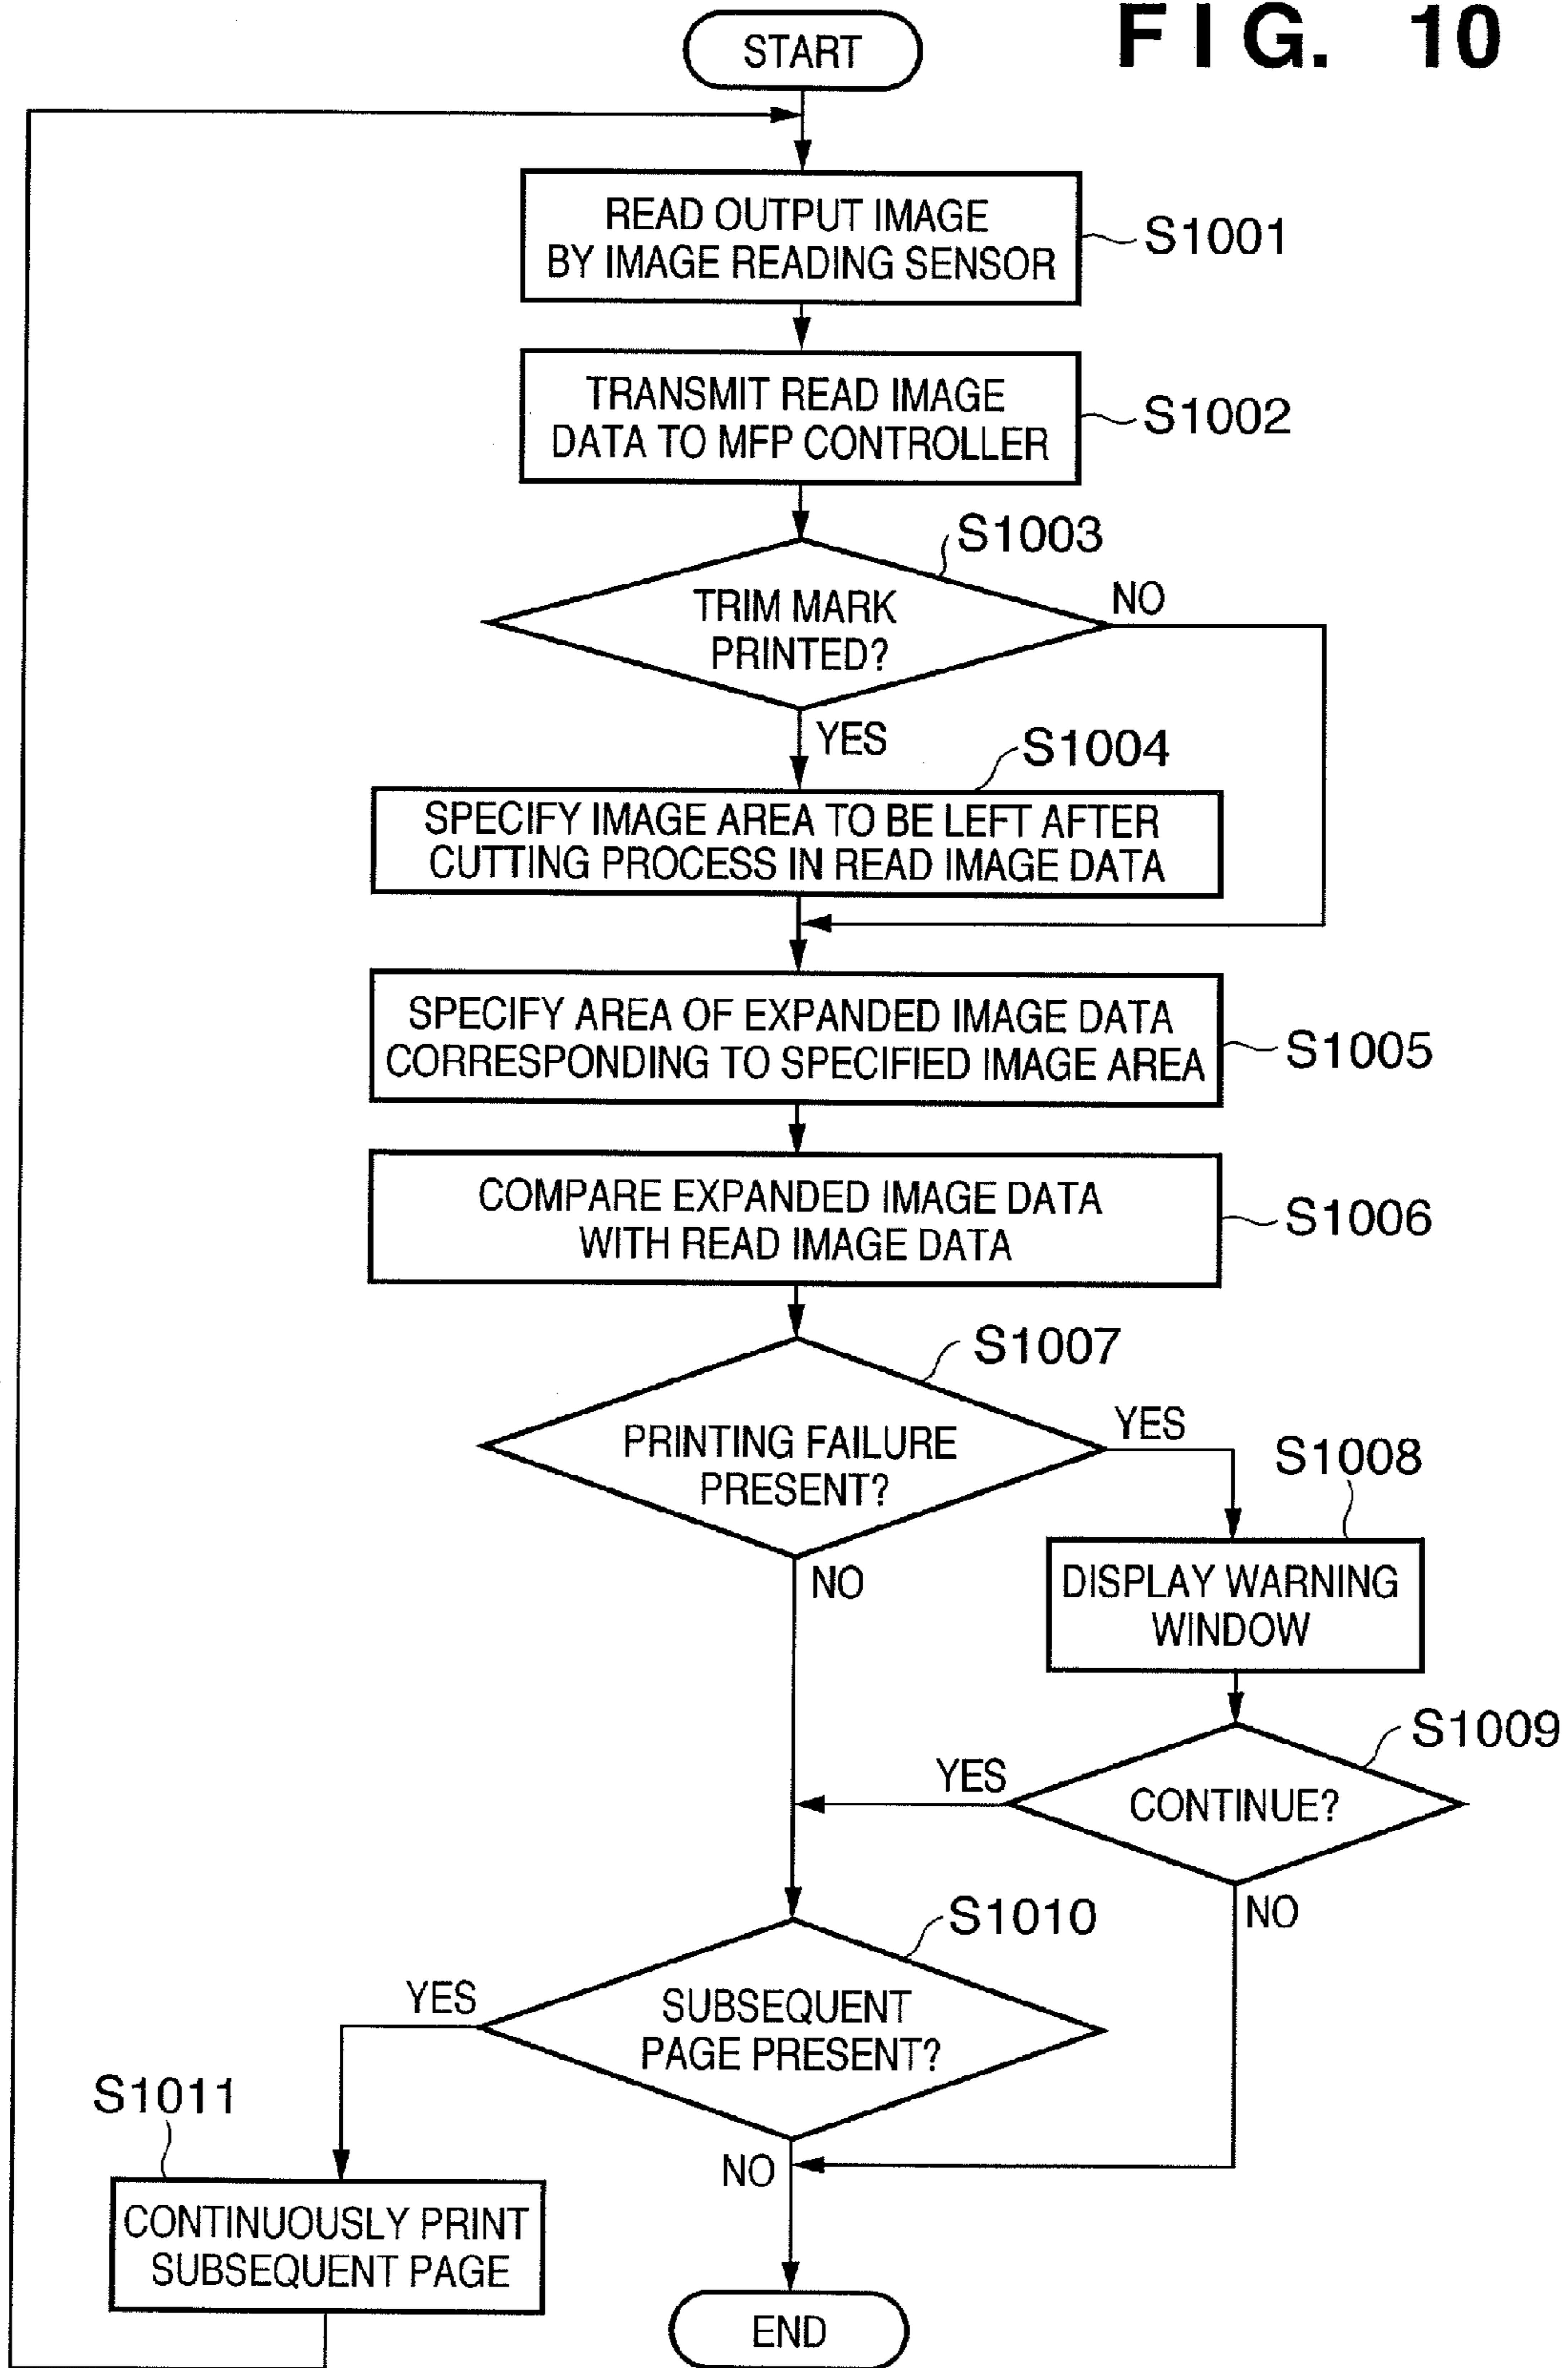 FIG. 10
START
READ OUTPUT IMAGE
BY IMAGE READING SENSOR
S1001
TRANSMIT READ IMAGE
DATA TO MFP CONTROLLER
S1002
S1003
TRIM MARK
PRINTED?
NO
YES
S1004
SPECIFY IMAGE AREA TO BE LEFT AFTER
CUTTING PROCESS IN READ IMAGE DATA
SPECIFY AREA OF EXPANDED IMAGE DATA
CORRESPONDING TO SPECIFIED IMAGE AREA
S1005
COMPARE EXPANDED IMAGE DATA
WITH READ IMAGE DATA
S1006
S1007
PRINTING FAILURE
PRESENT?
YES
NO
S1008
DISPLAY WARNING
WINDOW
S1009
CONTINUE?
YES
NO
S1010
SUBSEQUENT
PAGE PRESENT?
YES
NO
S1011
CONTINUOUSLY PRINT
SUBSEQUENT PAGE
END